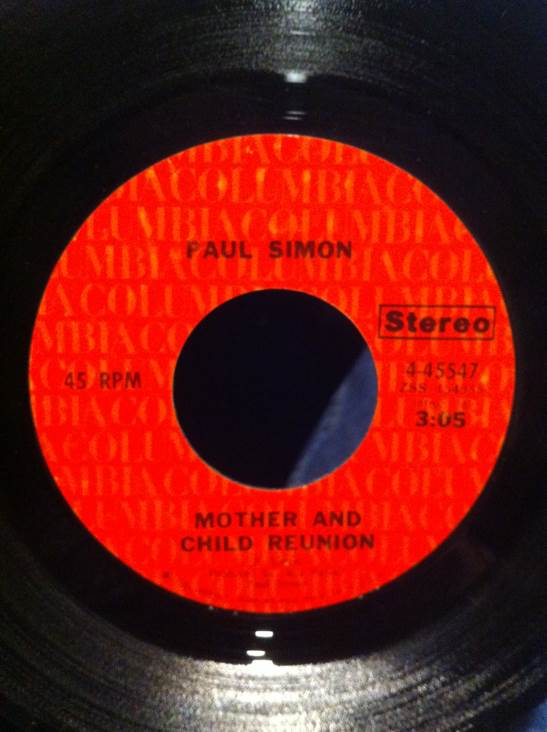 COLUMBIA
PAUL SIMON
Stereo
45 RPM
4-45547
3:05
MOTHER AND
CHILD REUNION